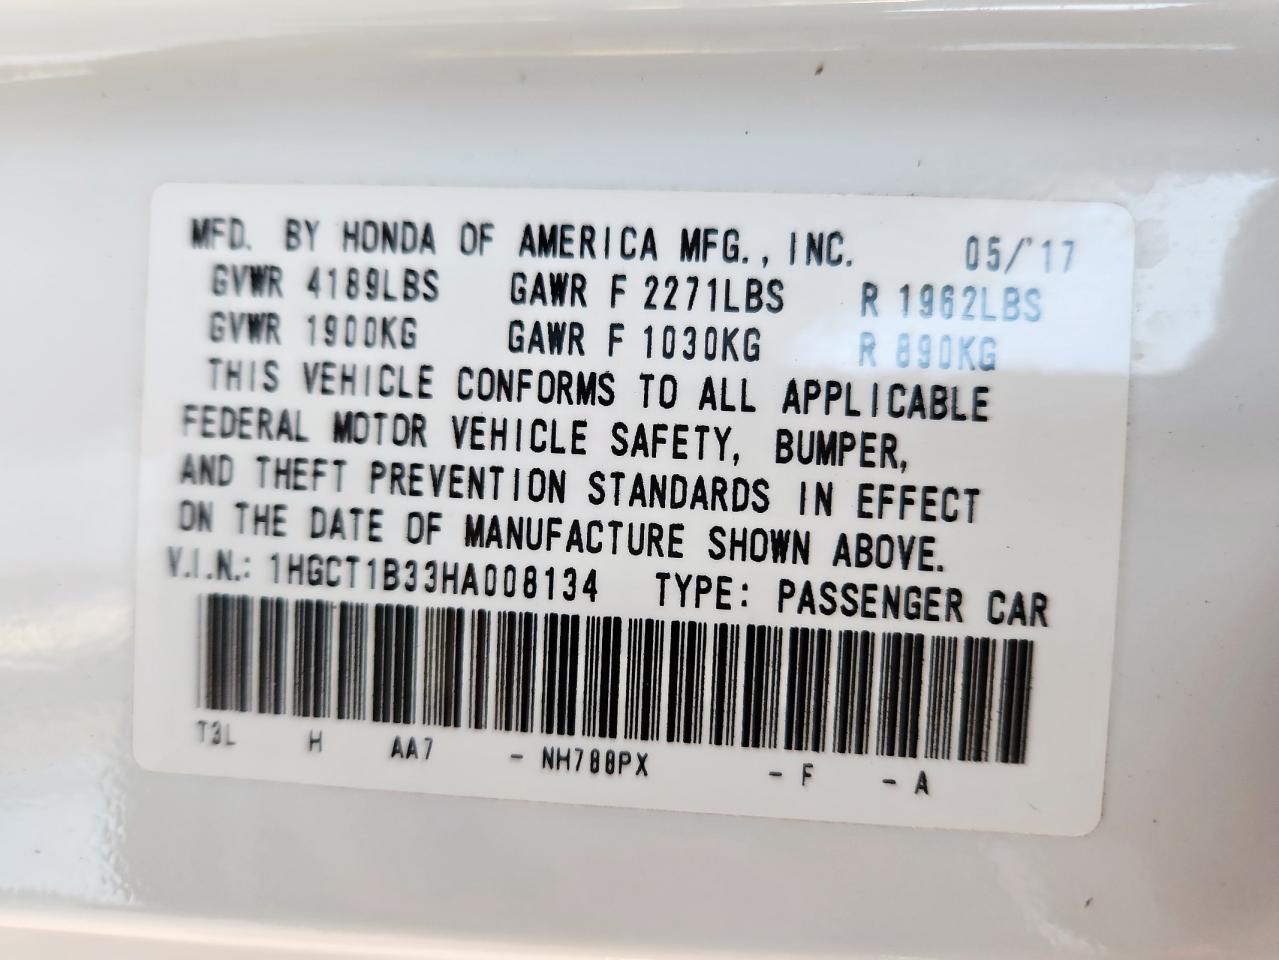 MFD. BY HONDA OF AMERICA MFG., INC. 05/'17
GVWR 4189LBS GAWR F 2271LBS R 1962LBS
GVWR 1900KG GAWR F 1030KG R 890KG
THIS VEHICLE CONFORMS TO ALL APPLICABLE
FEDERAL MOTOR VEHICLE SAFETY, BUMPER,
AND THEFT PREVENTION STANDARDS IN EFFECT
ON THE DATE OF MANUFACTURE SHOWN ABOVE.
V.I.N.: 1HGCT1B33HA008134 TYPE: PASSENGER CAR
T3L H AA7 - NH788PX - F - A